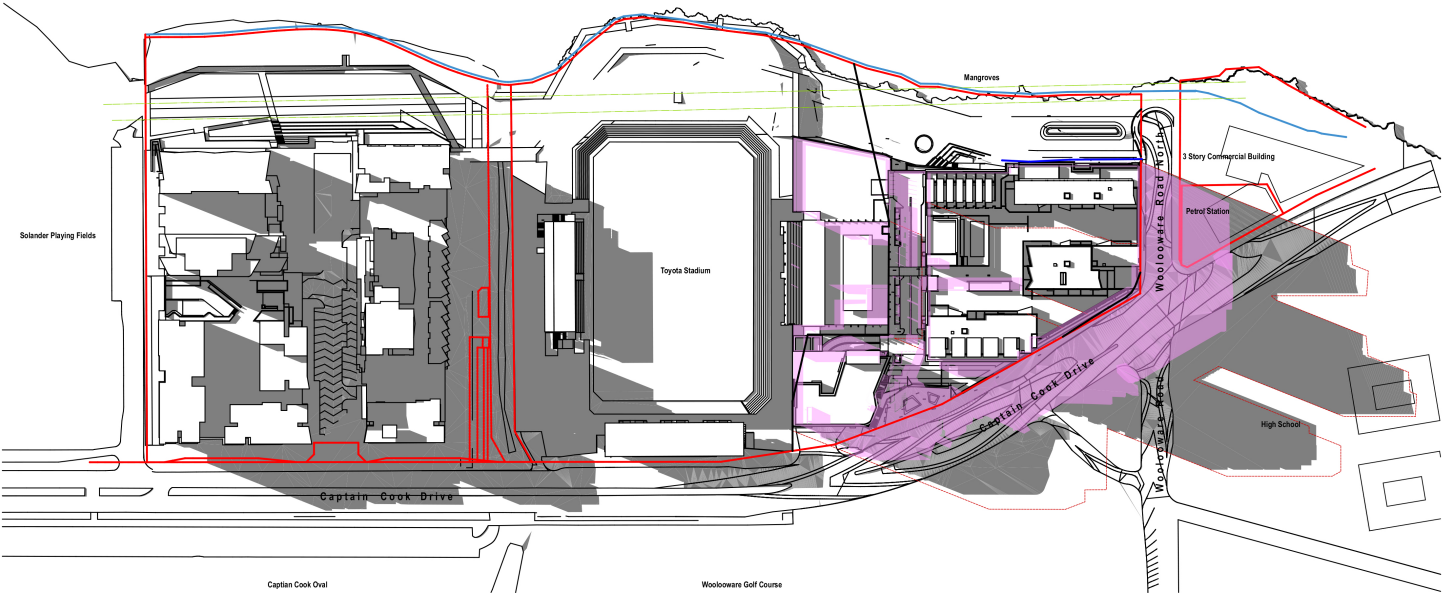 Mangroves
3 Story Commercial Building
Woolooware Road North
Petrol Station
Solander Playing Fields
Toyota Stadium
Captain Cook Drive
Woolooware Road
High School
Captain Cook Drive
Captian Cook Oval
Woolooware Golf Course